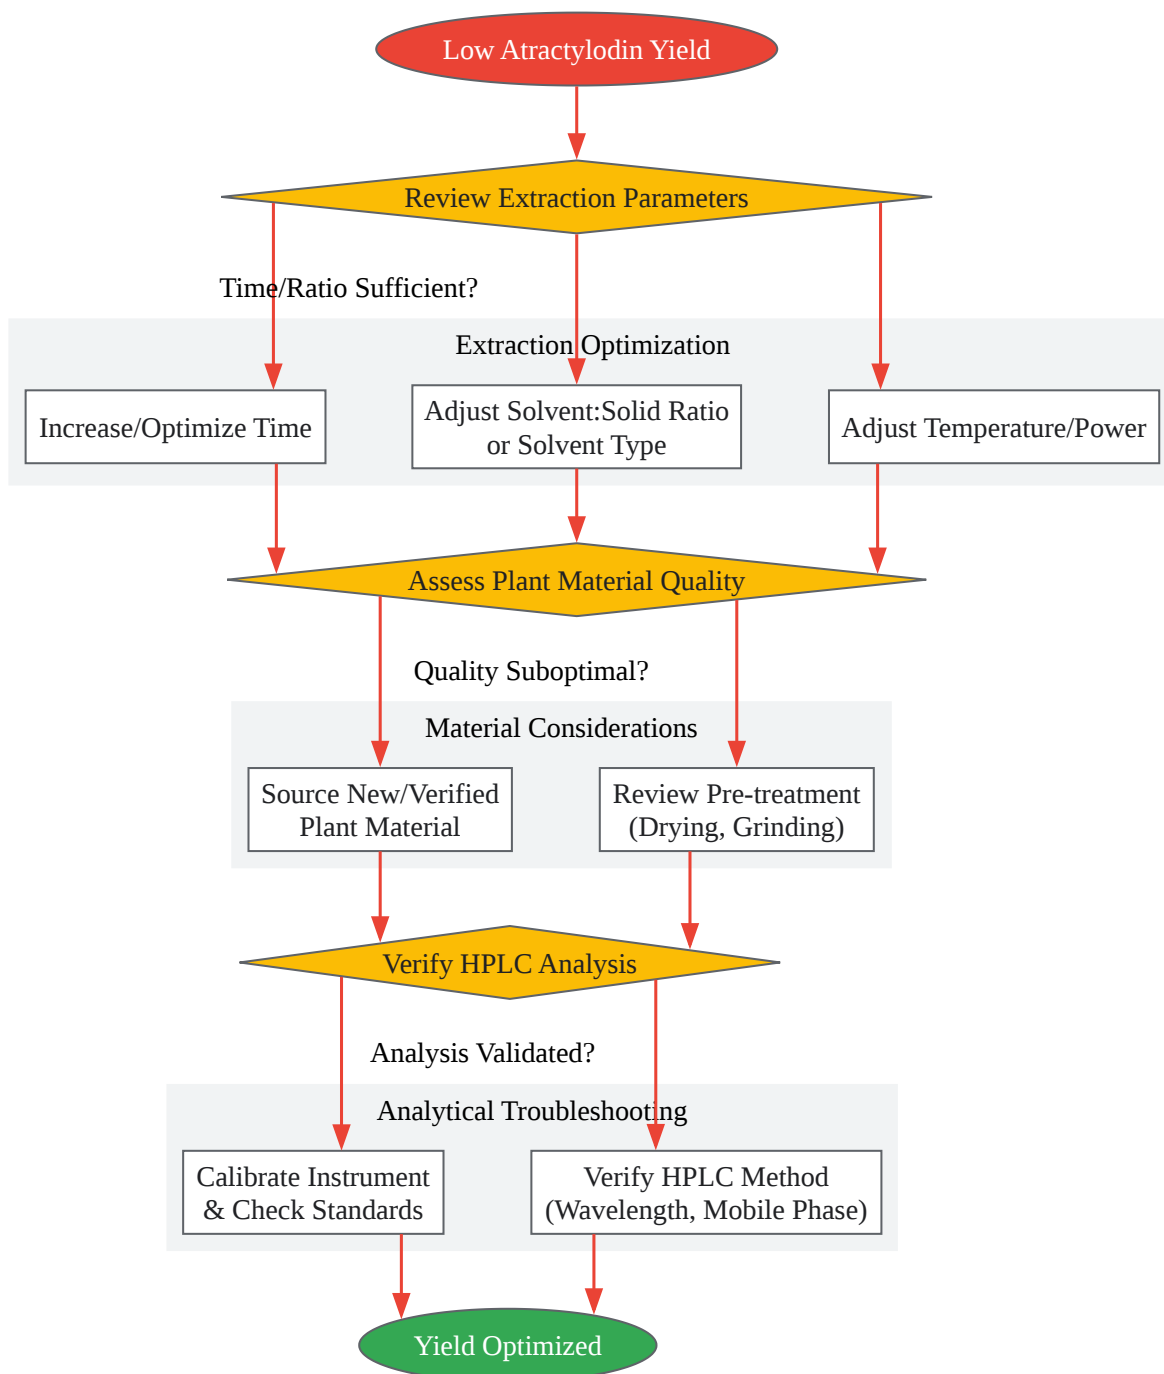 Low Atractylodin Yield
Review Extraction Parameters
Time/Ratio Sufficient?
Extraction Optimization
Increase/Optimize Time
Adjust Solvent:Solid Ratio
or Solvent Type
Adjust Temperature/Power
Assess Plant Material Quality
Quality Suboptimal?
Material Considerations
Source New/Verified
Plant Material
Review Pre-treatment
(Drying, Grinding)
Verify HPLC Analysis
Analysis Validated?
Analytical Troubleshooting
Calibrate Instrument
& Check Standards
Verify HPLC Method
(Wavelength, Mobile Phase)
Yield Optimized